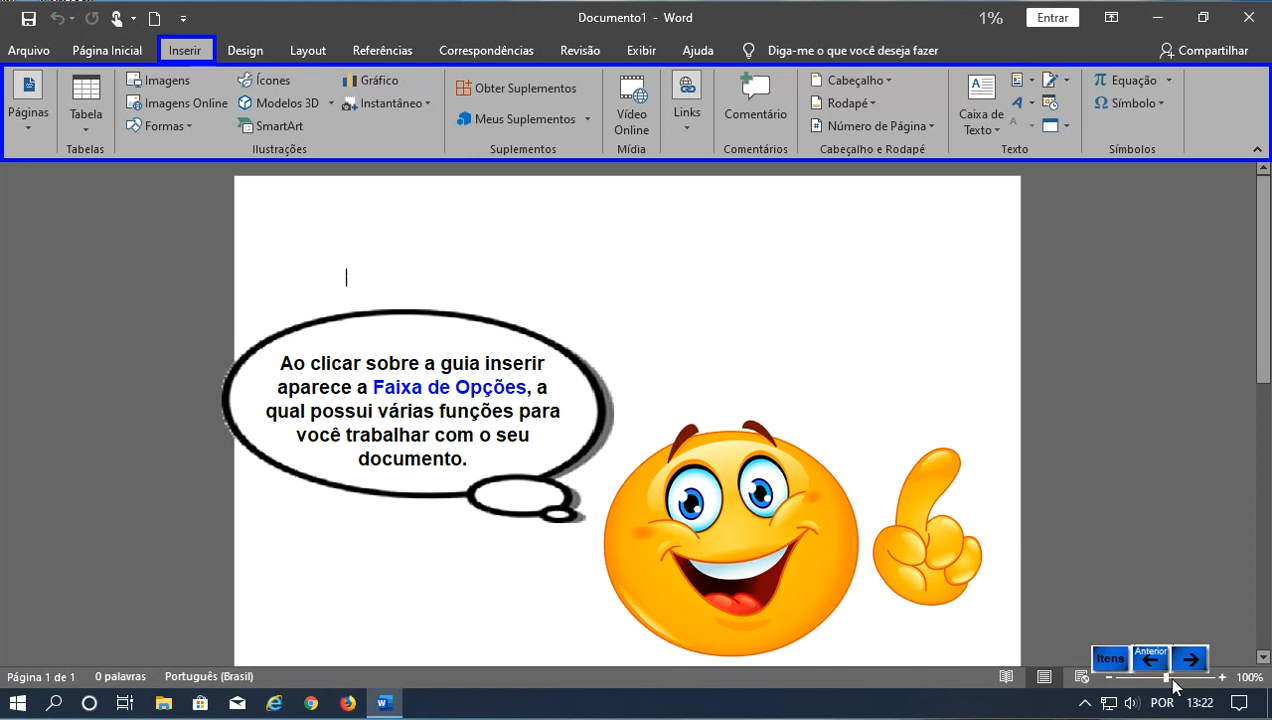 Documento1 - Word
1%
Entrar
Arquivo
Página Inicial
Inserir
Design
Layout
Referências
Correspondências
Revisão
Exibir
Ajuda
Diga-me o que você deseja fazer
Compartilhar
Páginas
Tabela
Tabelas
Imagens
Imagens Online
Formas
Ícones
Modelos 3D
SmartArt
Gráfico
Instantâneo
Ilustrações
Obter Suplementos
Meus Suplementos
Suplementos
Vídeo
Online
Mídia
Links
Comentário
Comentários
Cabeçalho
Rodapé
Número de Página
Cabeçalho e Rodapé
Caixa de
Texto
Texto
Equação
Símbolo
Símbolos
Ao clicar sobre a guia inserir
aparece a Faixa de Opções, a
qual possui várias funções para
você trabalhar com o seu
documento.
Itens
Anterior
Página 1 de 1
0 palavras
Português (Brasil)
100%
POR
13:22